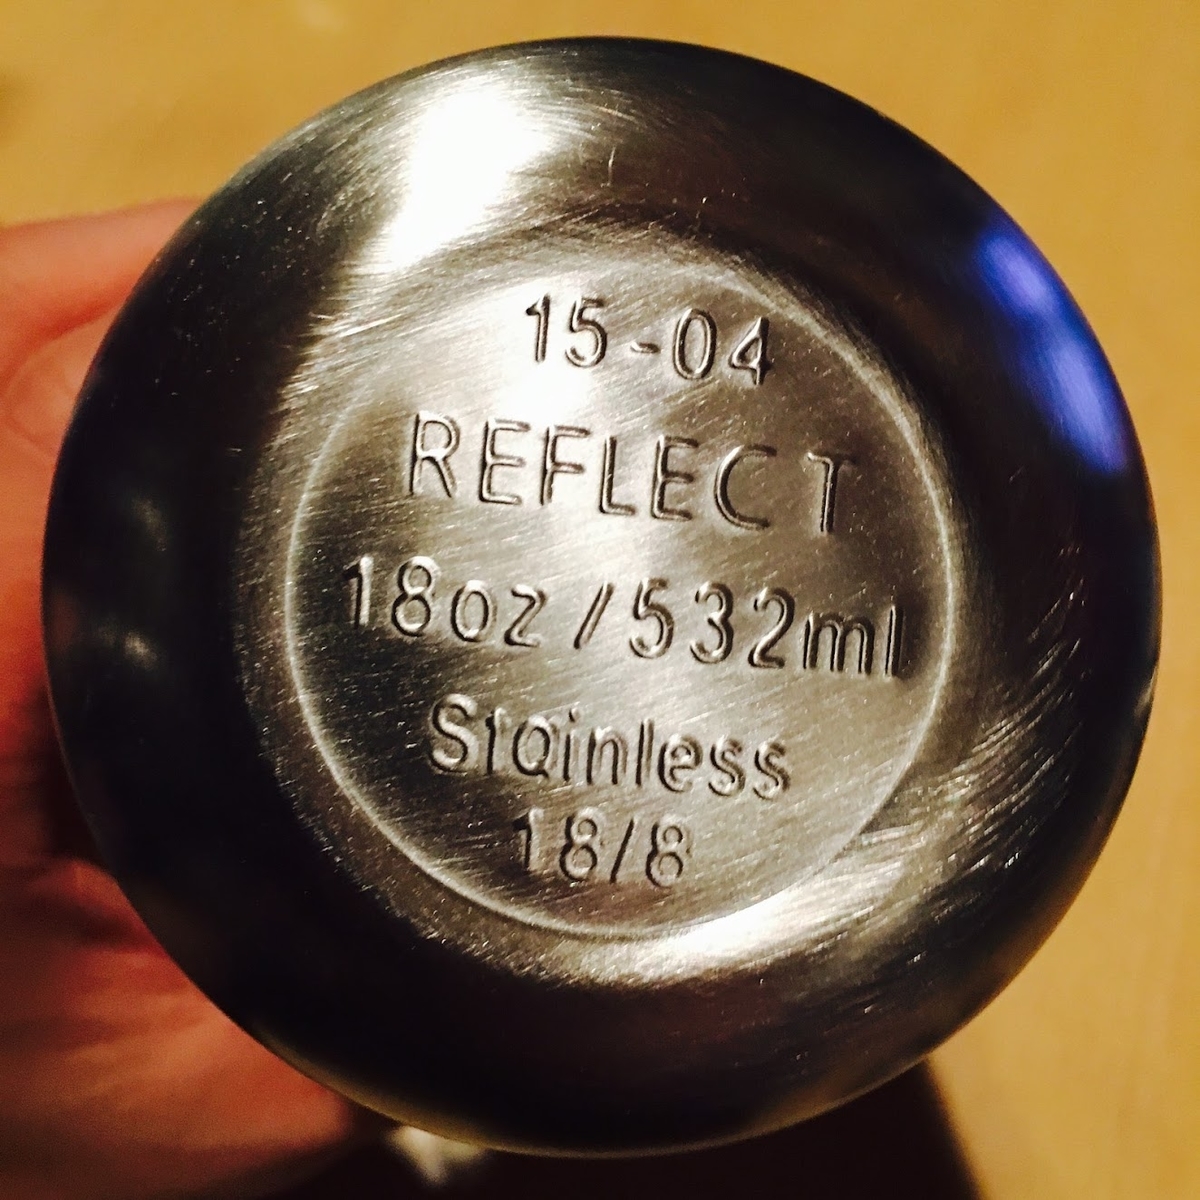 15-04
REFLECT
18oz/532ml
Stainless
18/8